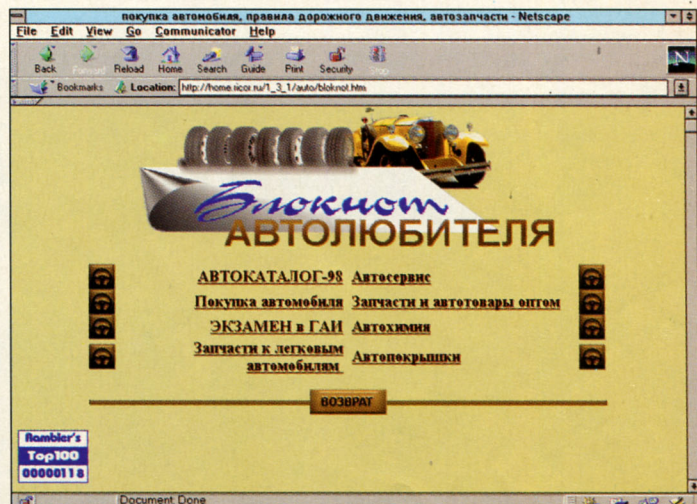 покупка автомобиля, правила дорожного движения, автозапчасти - Netscape
File Edit View Go Communicator Help
Back Forward Reload Home Search Guide Print Security Stop
Bookmarks Location: http://home.ricor.ru/1_3_1/auto/bloknot.htm
N
Блокнот
АВТОЛЮБИТЕЛЯ
АВТОКАТАЛОГ-98 Автосервис
Покупка автомобиля Запчасти и автотовары оптом
ЭКЗАМЕН в ГАИ Автохимия
Запчасти к легковым
автомобилям Автопокрышки
ВОЗВРАТ
Rambler's
Top100
00000118
Document: Done